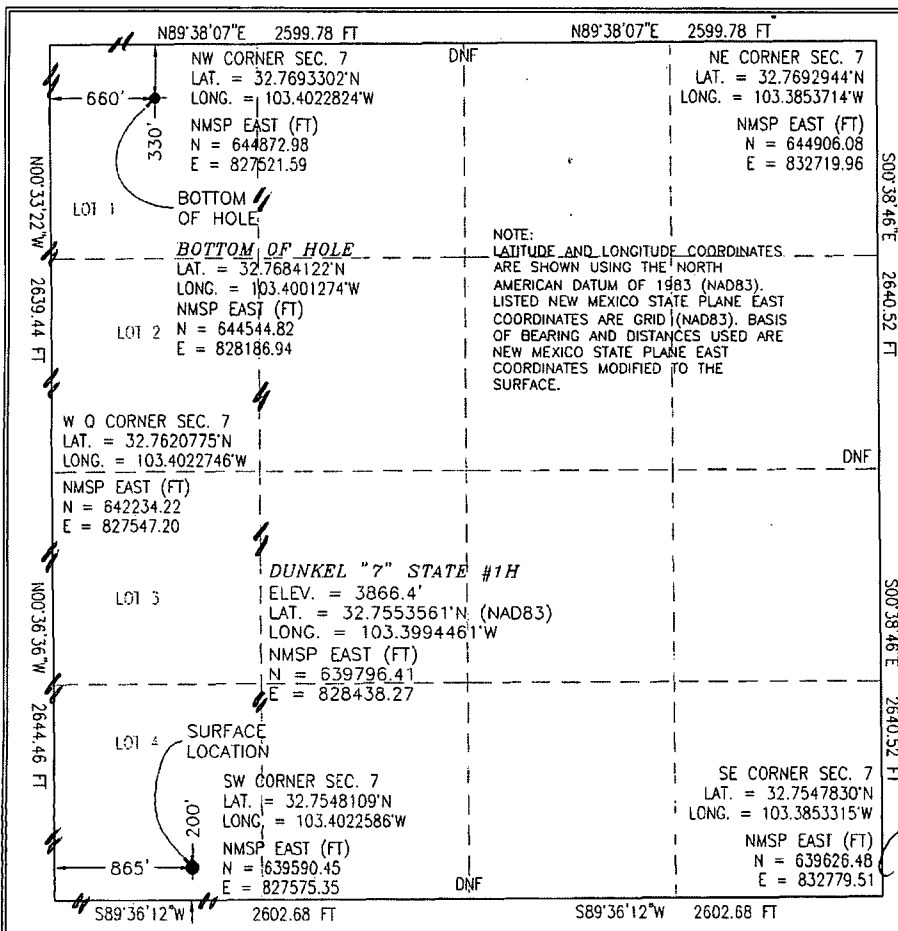 N89°38'07"E 2599.78 FT
N89°38'07"E 2599.78 FT
NW CORNER SEC. 7
LAT. = 32.7693302°N
LONG. = 103.4022824°W
NMSP EAST (FT)
N = 644872.98
E = 827521.59
DNF
NE CORNER SEC. 7
LAT. = 32.7692944°N
LONG. = 103.3853714°W
NMSP EAST (FT)
N = 644906.08
E = 832719.96
660'
330'
LOT 1
BOTTOM
OF HOLE
N00°33'22"W 2639.44 FT
S00°38'46"E 2640.52 FT
BOTTOM OF HOLE
LAT. = 32.7684122°N
LONG. = 103.4001274°W
NMSP EAST (FT)
N = 644544.82
E = 828186.94
LOT 2
NOTE:
LATITUDE AND LONGITUDE COORDINATES
ARE SHOWN USING THE NORTH
AMERICAN DATUM OF 1983 (NAD83).
LISTED NEW MEXICO STATE PLANE EAST
COORDINATES ARE GRID (NAD83). BASIS
OF BEARING AND DISTANCES USED ARE
NEW MEXICO STATE PLANE EAST
COORDINATES MODIFIED TO THE
SURFACE.
W Q CORNER SEC. 7
LAT. = 32.7620775°N
LONG. = 103.4022746°W
NMSP EAST (FT)
N = 642234.22
E = 827547.20
DNF
LOT 3
DUNKEL "7" STATE #1H
ELEV. = 3866.4'
LAT. = 32.7553561°N (NAD83)
LONG. = 103.3994461°W
NMSP EAST (FT)
N = 639796.41
E = 828438.27
N00°36'36"W 2644.46 FT
S00°38'46"E 2640.52 FT
LOT 4
SURFACE
LOCATION
SW CORNER SEC. 7
LAT. = 32.7548109°N
LONG. = 103.4022586°W
NMSP EAST (FT)
N = 639590.45
E = 827575.35
200'
865'
DNF
SE CORNER SEC. 7
LAT. = 32.7547830°N
LONG. = 103.3853315°W
NMSP EAST (FT)
N = 639626.48
E = 832779.51
S89°36'12"W 2602.68 FT
S89°36'12"W 2602.68 FT